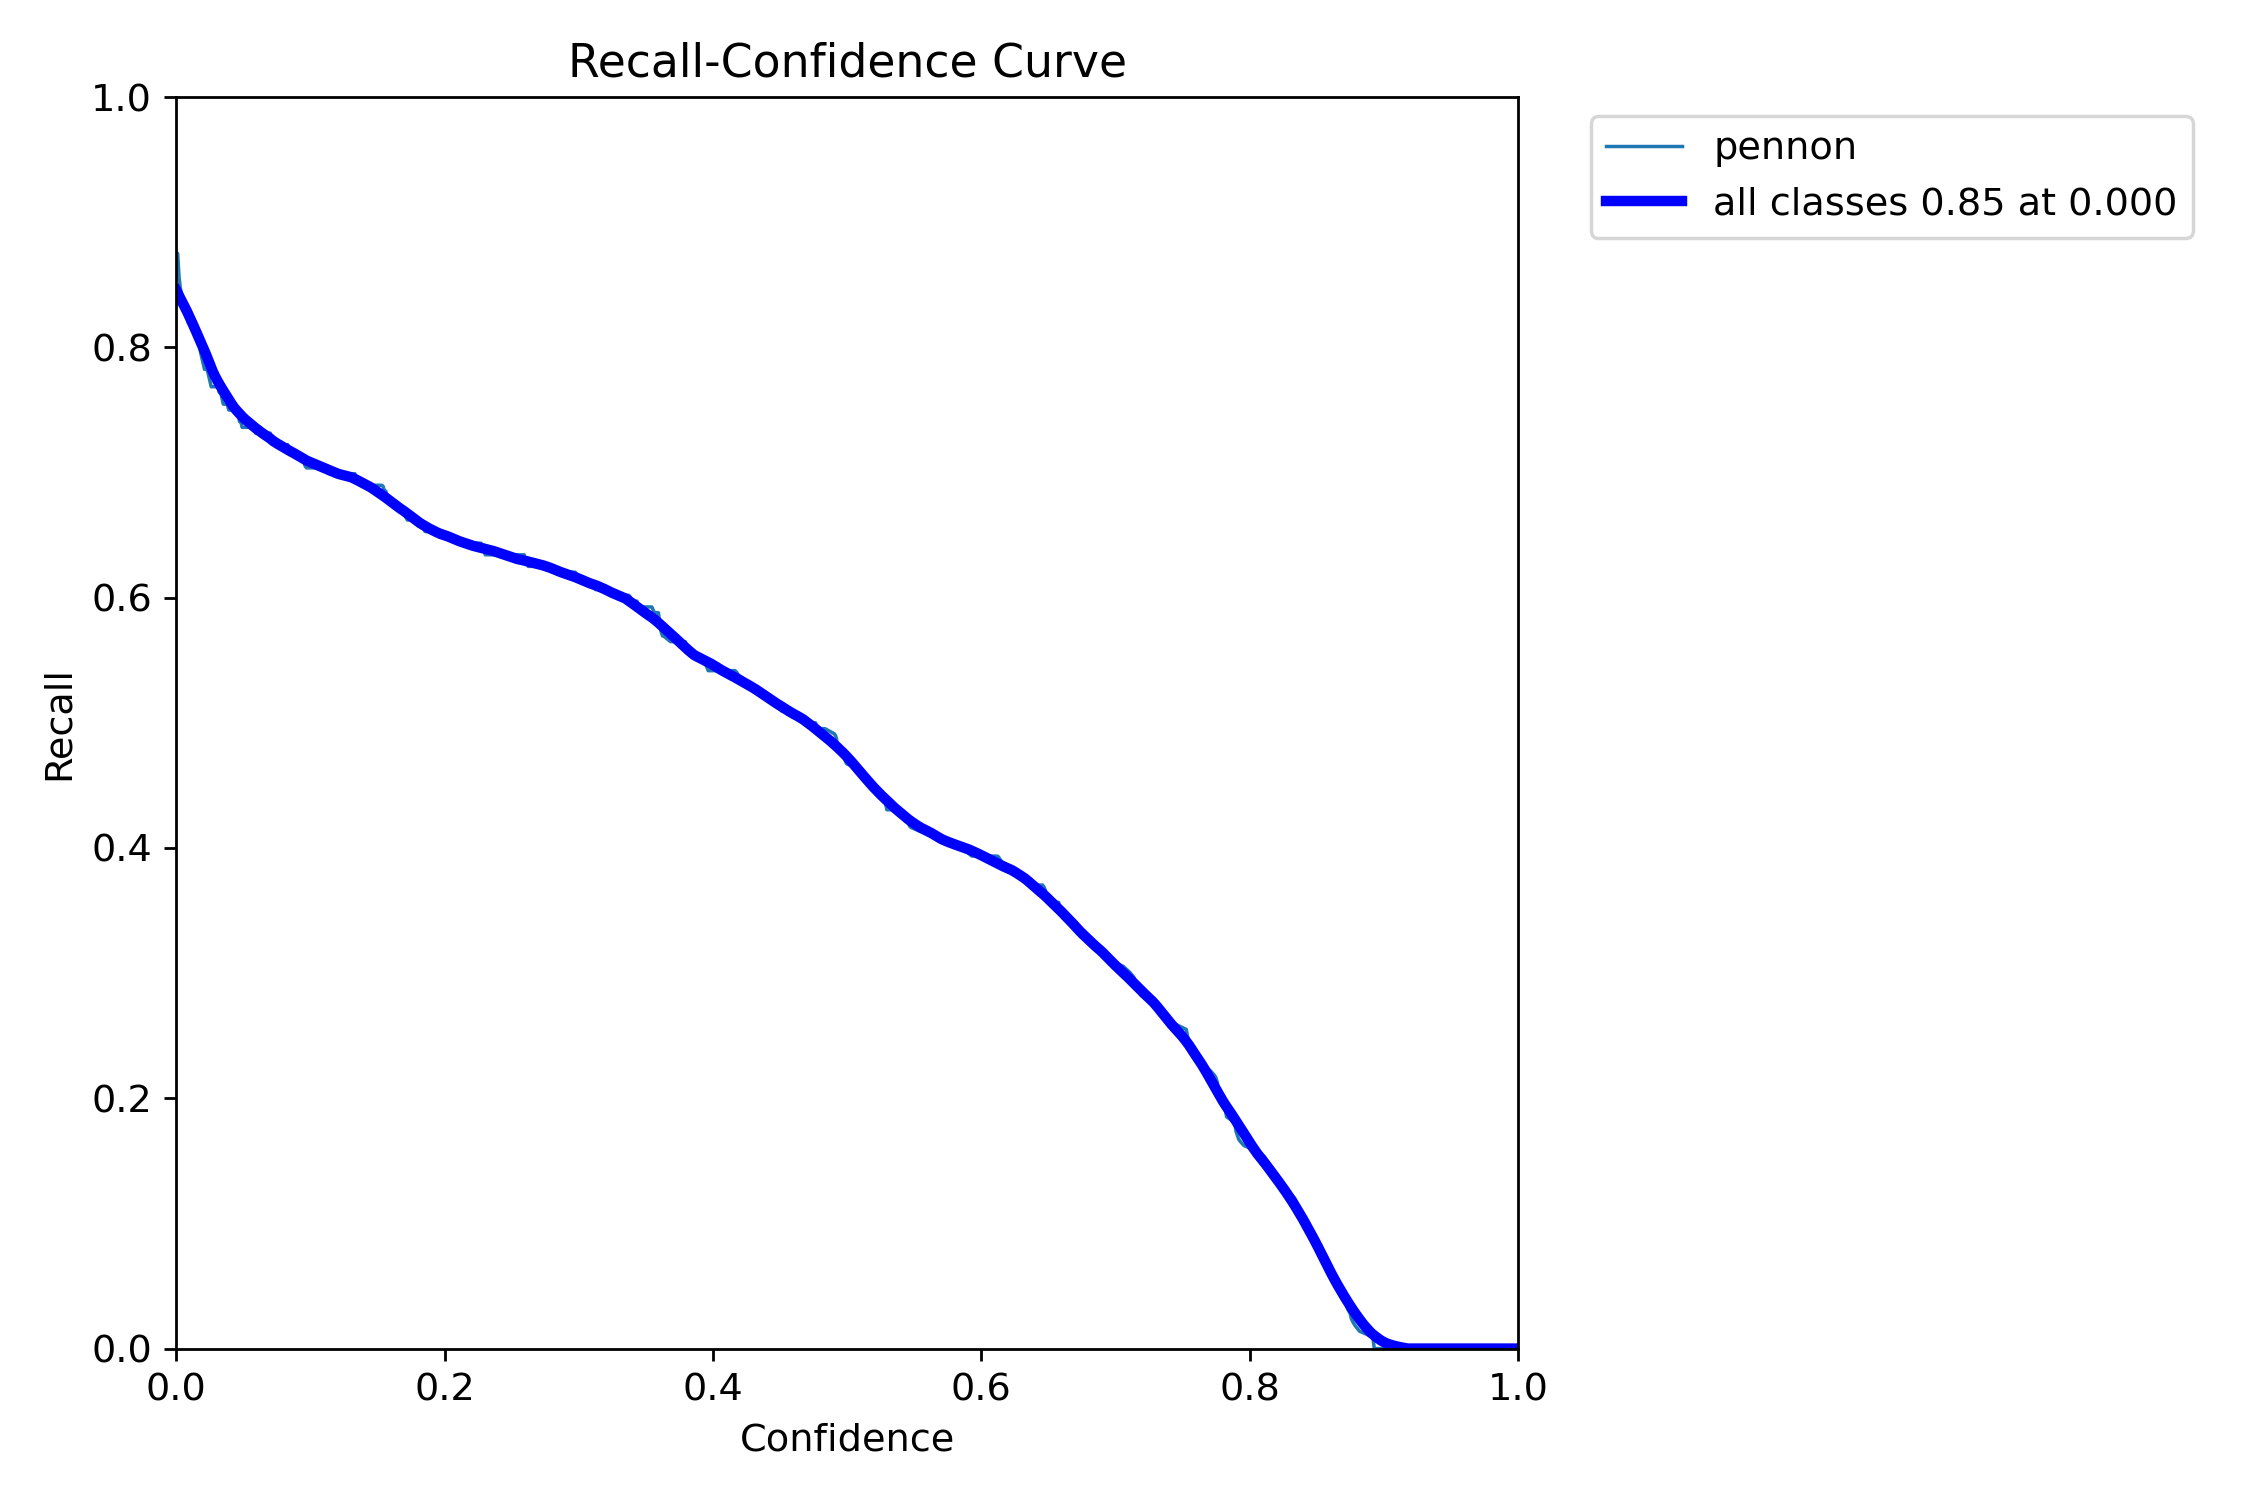 Recall-Confidence Curve
1.0
0.8
0.6
0.4
0.2
0.0
Recall
0.0 0.2 0.4 0.6 0.8 1.0
Confidence
pennon
all classes 0.85 at 0.000